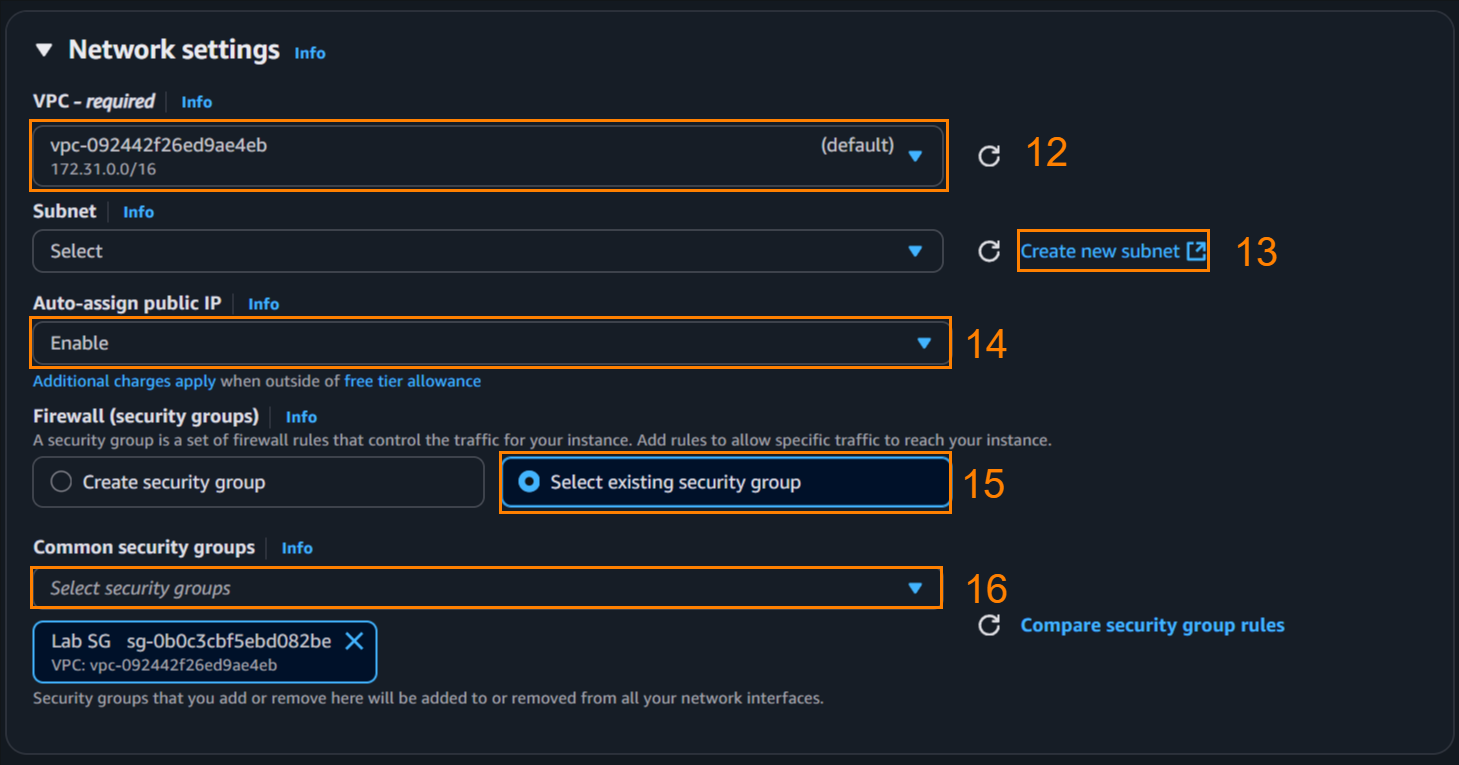 Network settings Info
VPC – required Info
vpc-092442f26ed9ae4eb (default)
172.31.0.0/16
12
Subnet Info
Select
Create new subnet
13
Auto-assign public IP Info
Enable
14
Additional charges apply when outside of free tier allowance
Firewall (security groups) Info
A security group is a set of firewall rules that control the traffic for your instance. Add rules to allow specific traffic to reach your instance.
Create security group
Select existing security group
15
Common security groups Info
Select security groups
16
Compare security group rules
Lab SG sg-0b0c3cbf5ebd082be
VPC: vpc-092442f26ed9ae4eb
Security groups that you add or remove here will be added to or removed from all your network interfaces.